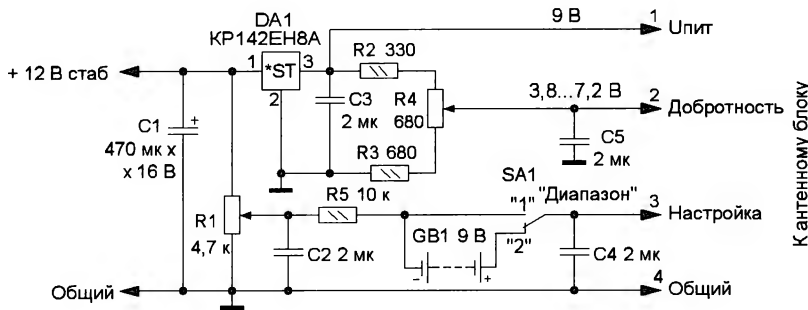 DA1
КР142ЕН8А
9 В
1
Uпит
+ 12 В стаб
1
*ST
3
2
R2 330
R4
680
3,8...7,2 В
2
Добротность
C3
2 мк
C1
+
470 мк х
х 16 В
R3 680
C5
2 мк
R1
4,7 к
R5 10 к
SA1
"1"
"Диапазон"
3
Настройка
C2 2 мк
GB1 9 В
"2"
-
+
C4 2 мк
Общий
4
Общий
К антенному блоку